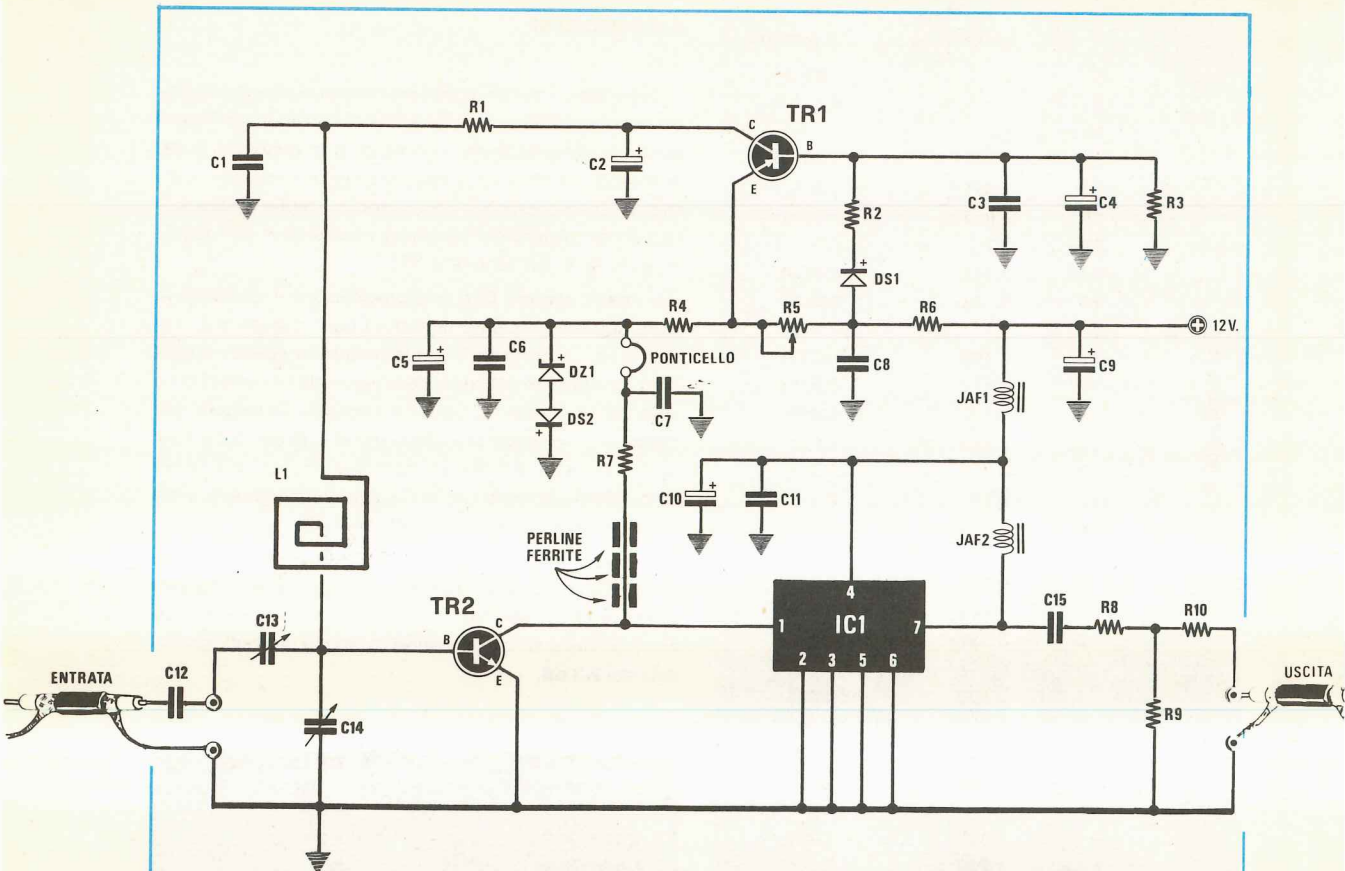 R1
TR1
C
B
E
C1
C2
+
R2
C3
+
C4
R3
+
DS1
R4
R5
R6
12V.
+
C5
C6
+
DZ1
DS2
+
PONTICELLO
C7
C8
+
C9
JAF1
R7
L1
+
C10
C11
PERLINE
FERRITE
JAF2
TR2
C13
B
C
E
4
1
IC1
7
2 3 5 6
C15
R8
R10
ENTRATA
C12
C14
R9
USCITA